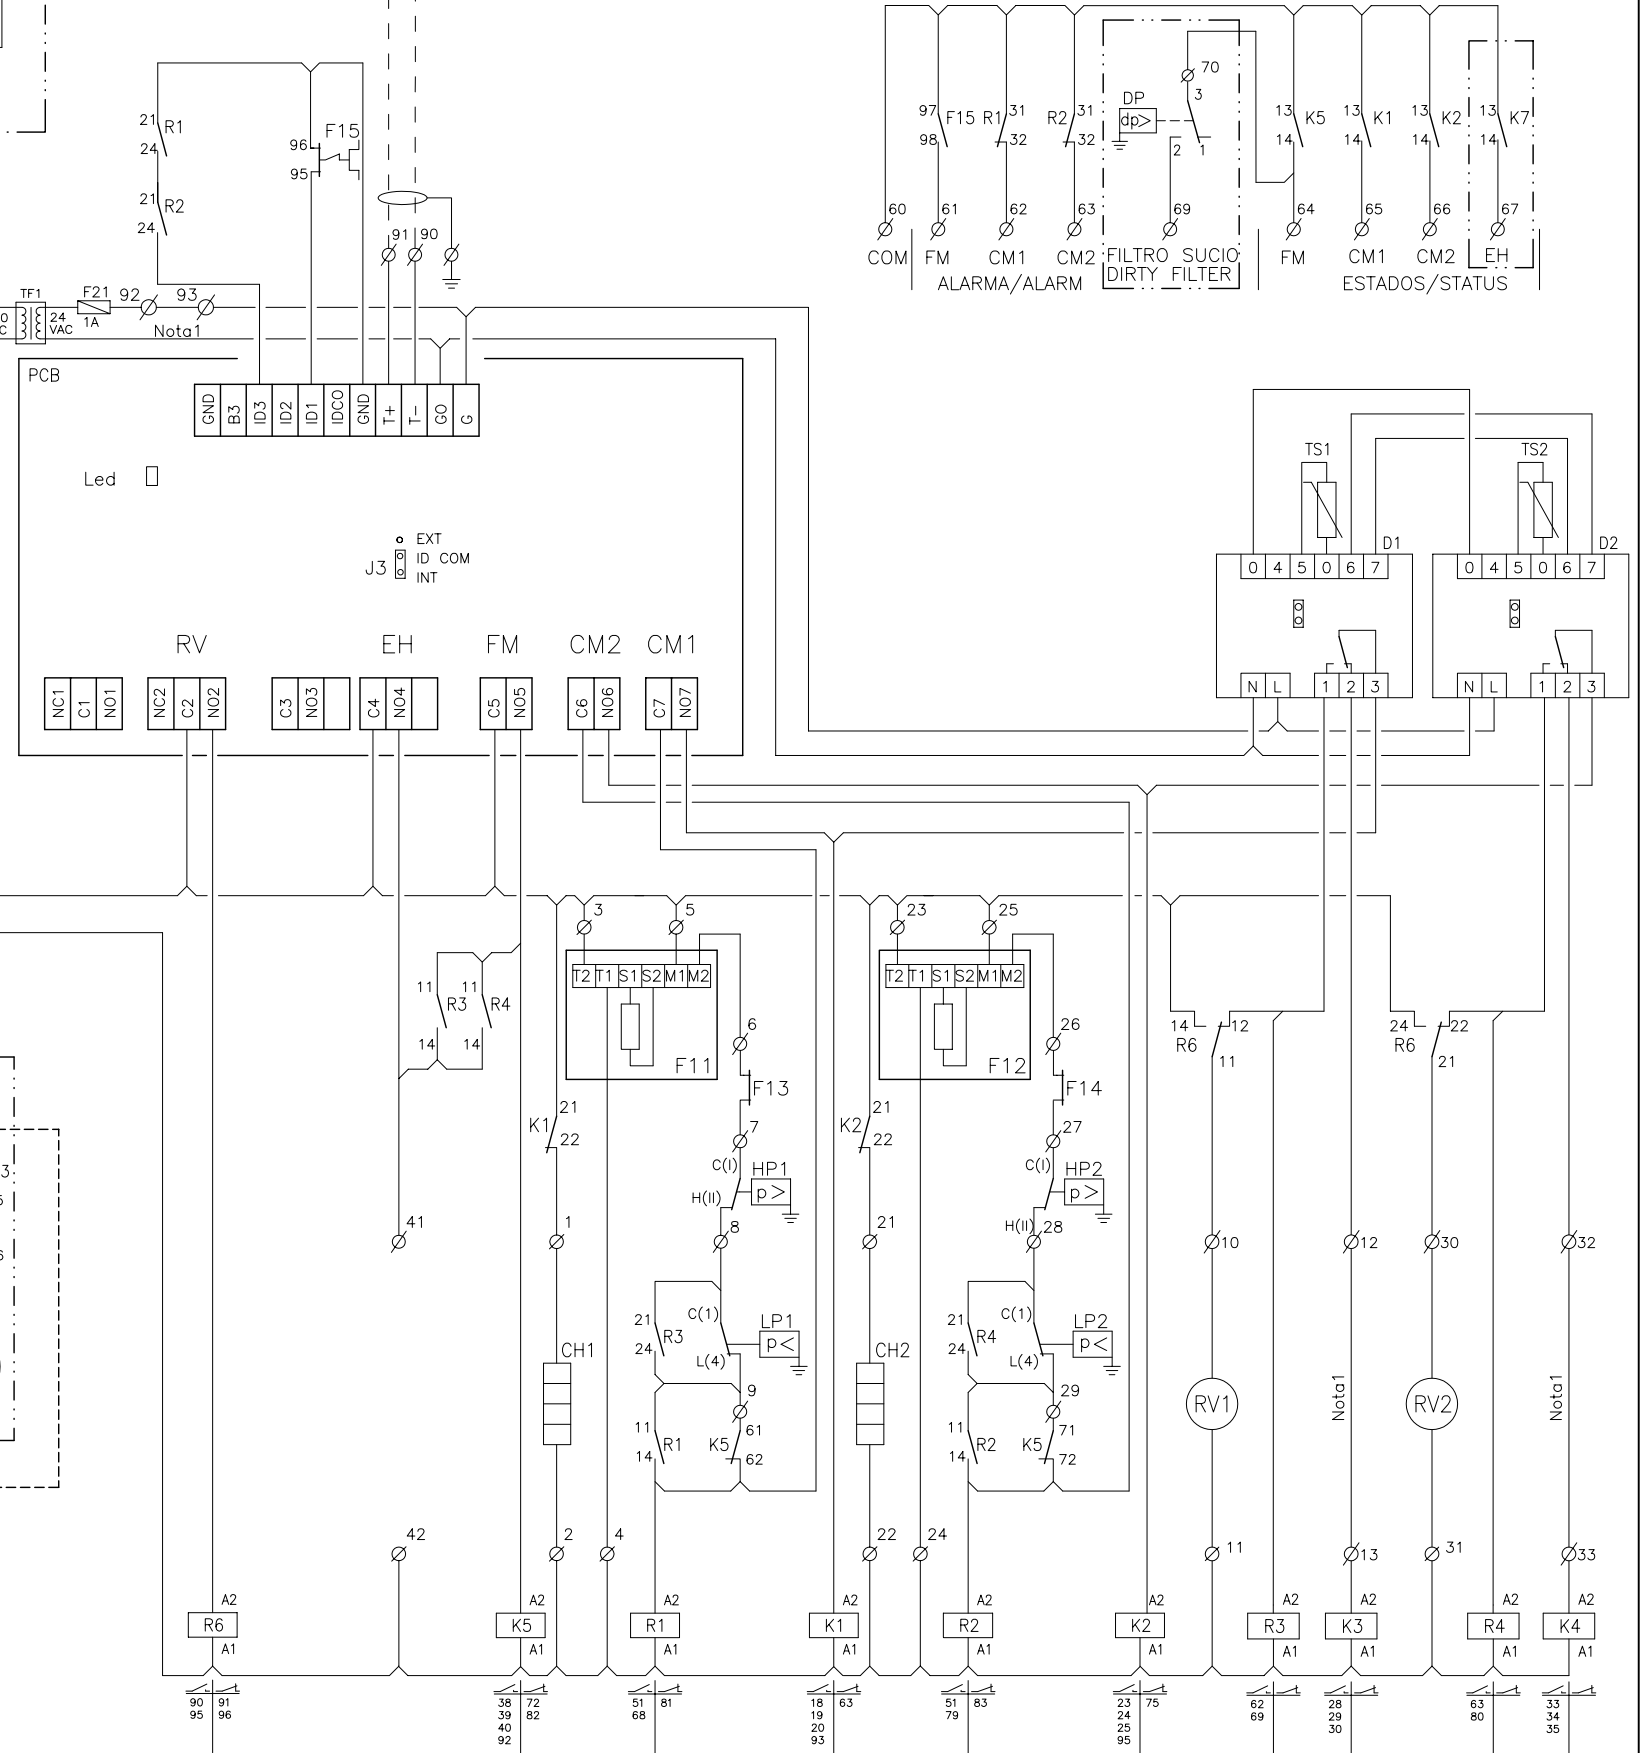 70
DP
3
97 F15 R1 31 R2 31 dp> 13 K5 13 K1 13 K2 13 K7
98 32 32 14 14 14 14
2 1
60 61 62 63 69 64 65 66 67
COM FM CM1 CM2 FILTRO SUCIO FM CM1 CM2 EH
ALARMA/ALARM DIRTY FILTER ESTADOS/STATUS
21 R1
24
F15
96
95
21 R2
24
91 90
TF1 F21 92 93
24 VAC
1A
Nota1
PCB
GND B3 ID3 ID2 ID1 IDC0 GND T+ T- G0 G
Led
EXT
J3 ID COM
INT
TS1 TS2
D1 D2
0 4 5 0 6 7 0 4 5 0 6 7
RV EH FM CM2 CM1
NC1 C1 NO1 NC2 C2 NO2 C3 NO3 C4 NO4 C5 NO5 C6 NO6 C7 NO7
N L 1 2 3 N L 1 2 3
3 5 23 25
T2 T1 S1 S2 M1 M2 T2 T1 S1 S2 M1 M2
11 R3 11 R4
14 14
6 26
14 12 24 22
R6 R6
11 21
F11 F12
F13 F14
21 21
K1 K2
22 22
7 27
C(I) HP1 C(I) HP2
p> p>
H(II) H(II)
41 1 8 21 28 10 12 30 32
C(1) LP1 C(1) LP2
21 R3 p< 21 R4 p<
24 L(4) 24 L(4)
CH1 CH2
9 29
RV1 Nota1 RV2 Nota1
11 R1 K5 61 11 R2 K5 71
14 62 14 72
42 2 4 22 24 11 13 31 33
A2 A2 A2 A2 A2 A2 A2 A2 A2 A2
R6 K5 R1 K1 R2 K2 R3 K3 R4 K4
A1 A1 A1 A1 A1 A1 A1 A1 A1 A1
90 91 38 72 51 81 18 63 51 83 23 75 62 28 63 33
95 96 39 82 68 19 79 24 69 29 80 34
40 20 25 30 35
92 93 95